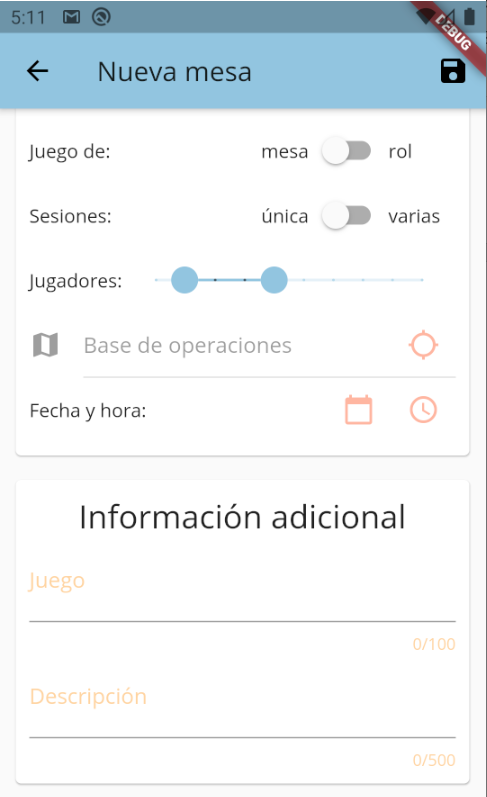 5:11
DEBUG
Nueva mesa
Juego de: mesa rol
Sesiones: única varias
Jugadores:
Base de operaciones
Fecha y hora:
Información adicional
Juego
0/100
Descripción
0/500